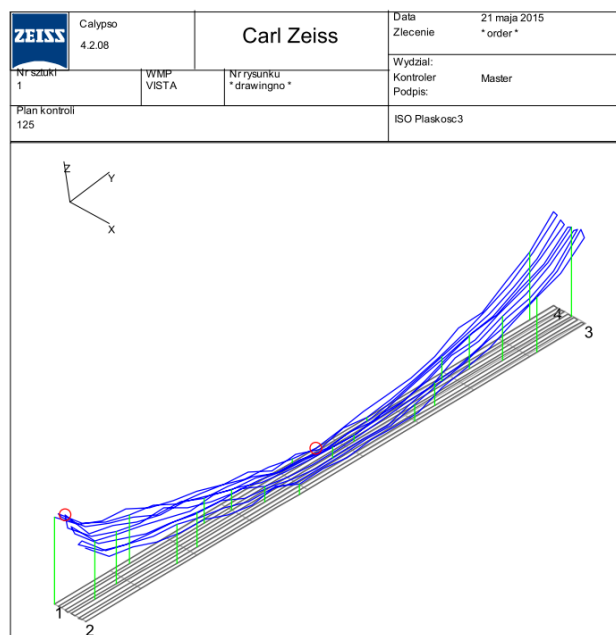 ZEISS
Calypso
4.2.08
Carl Zeiss
Data 21 maja 2015
Zlecenie * order *
Wydzial:
Kontroler Master
Podpis:
Nr sztuki
1
WMP
VISTA
Nr rysunku
* drawingno *
Plan kontroli
125
ISO Plaskosc3
Z
Y
X
4
3
1
2